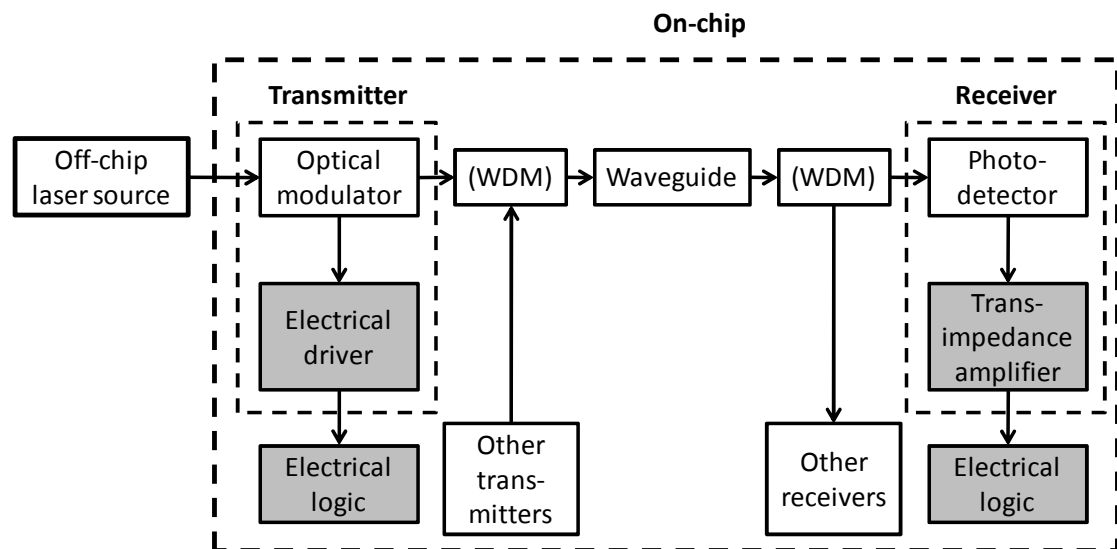 On-chip
Transmitter
Receiver
Off-chip
laser source
Optical
modulator
(WDM)
Waveguide
(WDM)
Photo-
detector
Electrical
driver
Trans-
impedance
amplifier
Electrical
logic
Other
trans-
mitters
Other
receivers
Electrical
logic